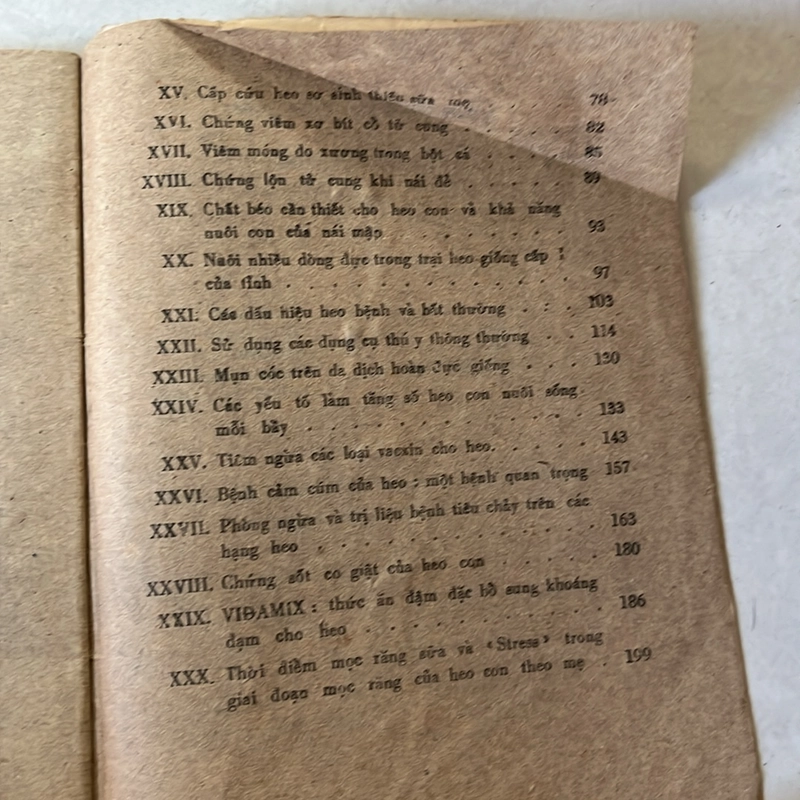 XV. Cấp cứu heo sơ sinh thiếu sữa mẹ . . . . 78
XVI. Chứng viêm xơ bít cổ tử cung . . . . . 82
XVII. Viêm móng do xương trong bột cá . . . . 85
XVIII. Chứng lộn tử cung khi nái đẻ . . . . . 89
XIX. Chất béo cần thiết cho heo con và khả năng
nuôi con của nái mập . . . . . . . . 93
XX. Nuôi nhiều dòng đực trong trại heo giống cấp I
của tỉnh . . . . . . . . . . . . 97
XXI. Các dấu hiệu heo bệnh và bất thường . : . 103
XXII. Sử dụng các dụng cụ thú y thông thường . . 114
XXIII. Mụn cóc trên da dịch hoàn đực giống . . . 130
XXIV. Các yếu tố làm tăng số heo con nuôi sống
mỗi bầy . . . . . . . . . . . 133
XXV. Tiêm ngừa các loại vacxin cho heo. . . . . 143
XXVI. Bệnh cảm cúm của heo : một bệnh quan trọng 157
XXVII. Phòng ngừa và trị liệu bệnh tiêu chảy trên các
hạng heo . . . . . . . . . . . 163
XXVIII. Chứng sốt co giật của heo con . . . . . 180
XXIX. VIĐAMIX : thức ăn đậm đặc bổ sung khoáng
đạm cho heo . . . . . . . . . . 186
XXX. Thời điểm mọc răng sữa và «Stress» trong
giai đoạn mọc răng của heo con theo mẹ . 199